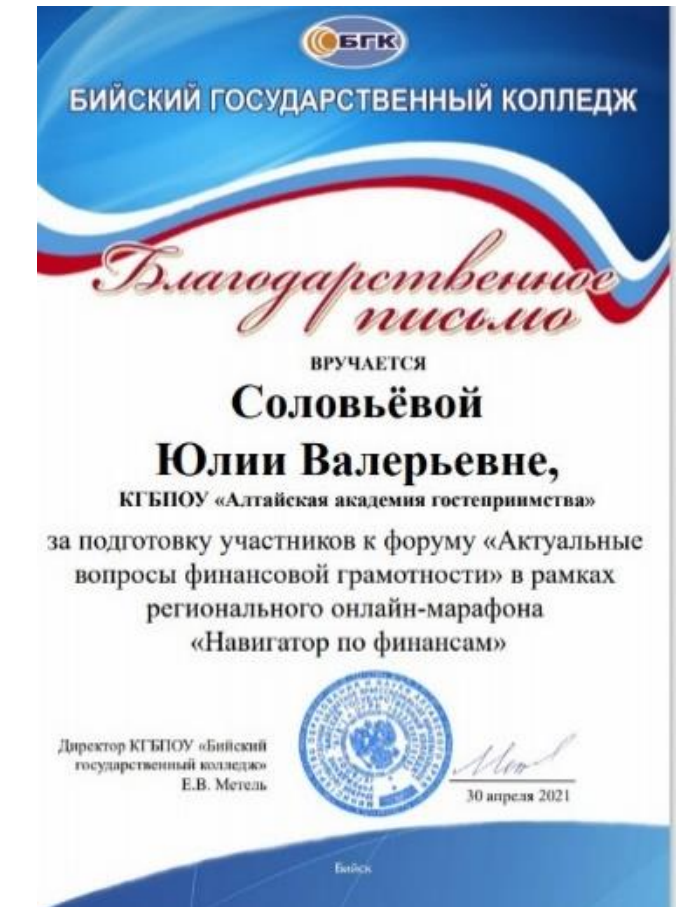 БГК
БИЙСКИЙ ГОСУДАРСТВЕННЫЙ КОЛЛЕДЖ
Благодарственное
письмо
ВРУЧАЕТСЯ
Соловьёвой
Юлии Валерьевне,
КГБПОУ «Алтайская академия гостеприимства»
за подготовку участников к форуму «Актуальные
вопросы финансовой грамотности» в рамках
регионального онлайн-марафона
«Навигатор по финансам»
Директор КГБПОУ «Бийский
государственный колледж»
Е.В. Метель
30 апреля 2021
Бийск